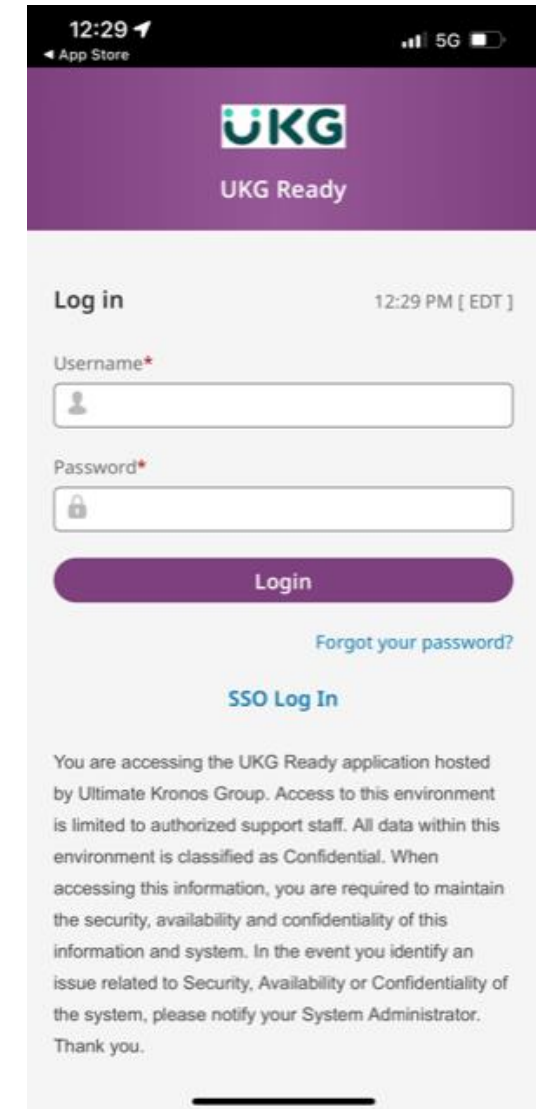 12:29
App Store
5G
UKG
UKG Ready
Log in
12:29 PM [ EDT ]
Username*
Password*
Login
Forgot your password?
SSO Log In
You are accessing the UKG Ready application hosted
by Ultimate Kronos Group. Access to this environment
is limited to authorized support staff. All data within this
environment is classified as Confidential. When
accessing this information, you are required to maintain
the security, availability and confidentiality of this
information and system. In the event you identify an
issue related to Security, Availability or Confidentiality of
the system, please notify your System Administrator.
Thank you.